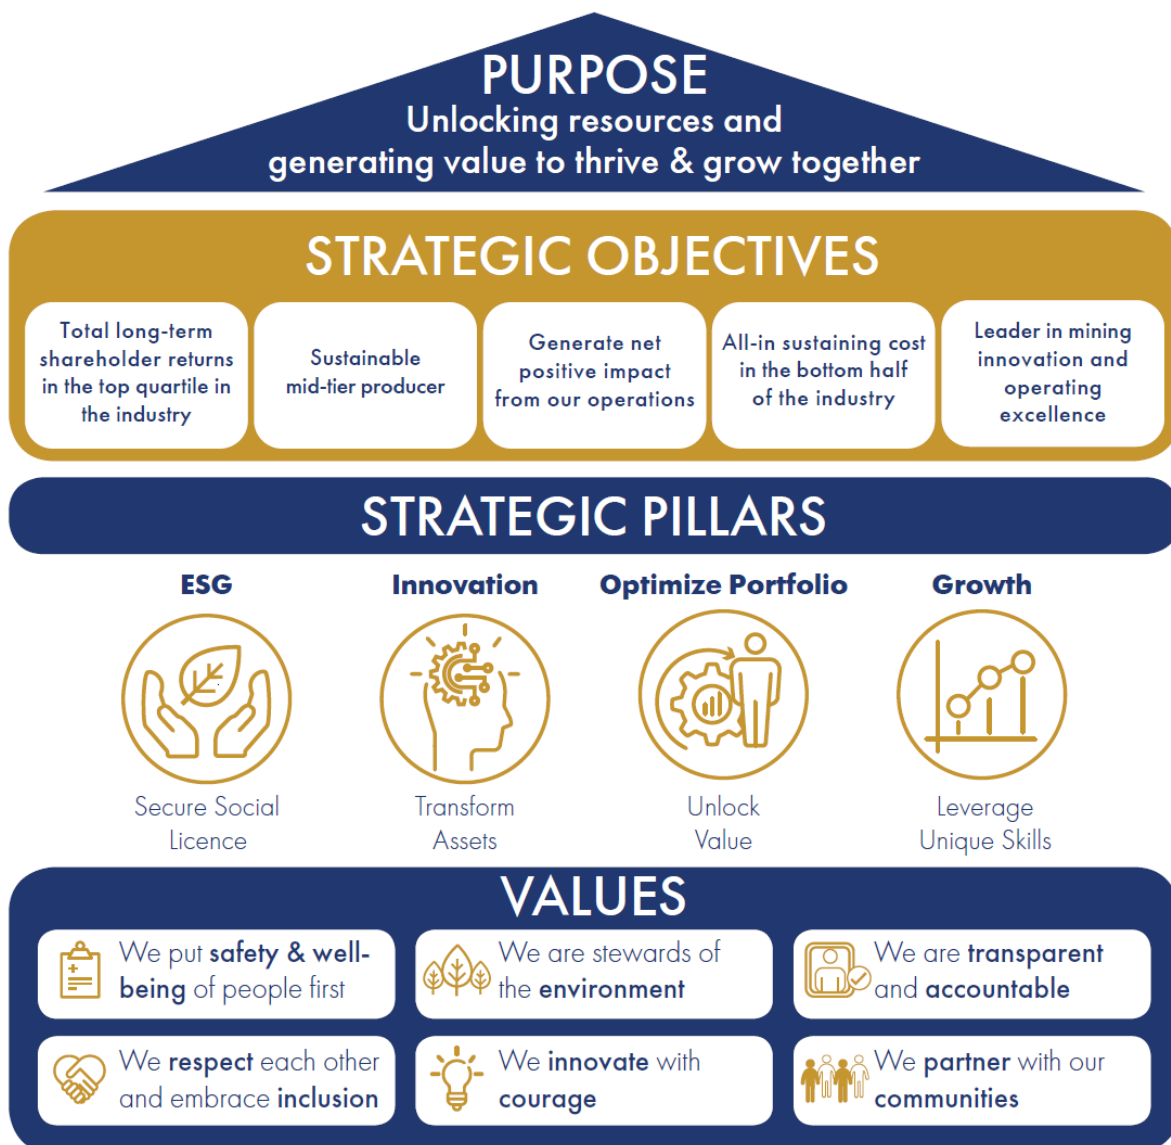 PURPOSE
Unlocking resources and
generating value to thrive & grow together
STRATEGIC OBJECTIVES
Total long-term
shareholder returns
in the top quartile in
the industry
Sustainable
mid-tier producer
Generate net
positive impact
from our operations
All-in sustaining cost
in the bottom half
of the industry
Leader in mining
innovation and
operating
excellence
STRATEGIC PILLARS
ESG
Secure Social
Licence
Innovation
Transform
Assets
Optimize Portfolio
Unlock
Value
Growth
Leverage
Unique Skills
VALUES
We put safety & well-
being of people first
We are stewards of
the environment
We are transparent
and accountable
We respect each other
and embrace inclusion
We innovate with
courage
We partner with our
communities